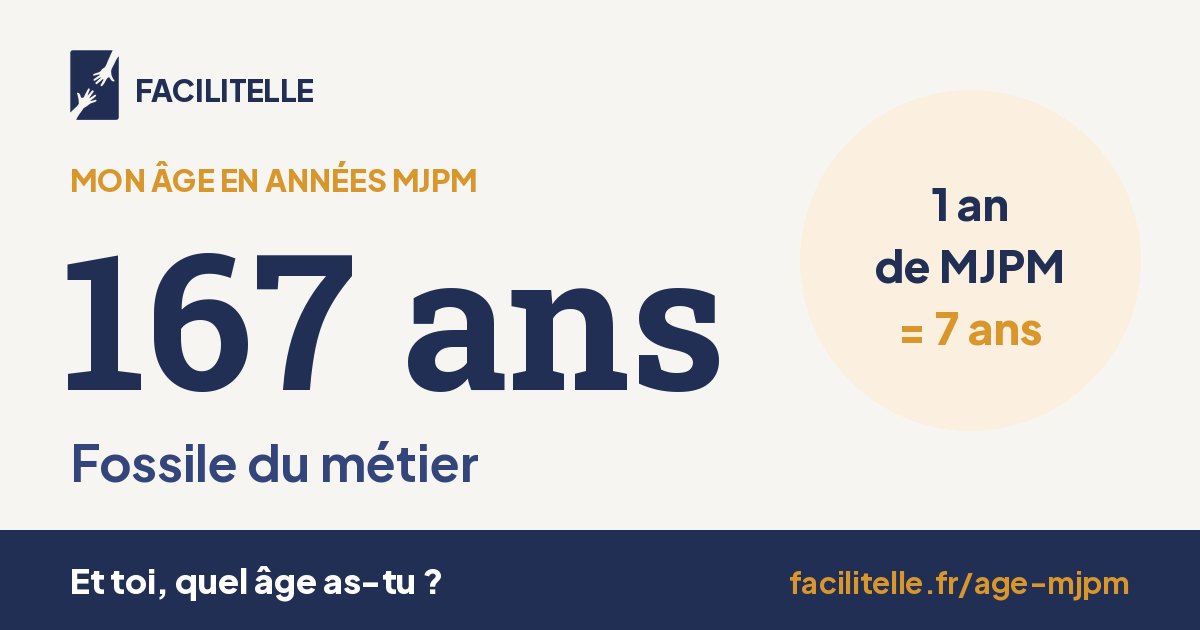 FACILITELLE
MON ÂGE EN ANNÉES MJPM
167 ans
Fossile du métier
1 an
de MJPM
= 7 ans
Et toi, quel âge as-tu ?
facilitelle.fr/age-mjpm